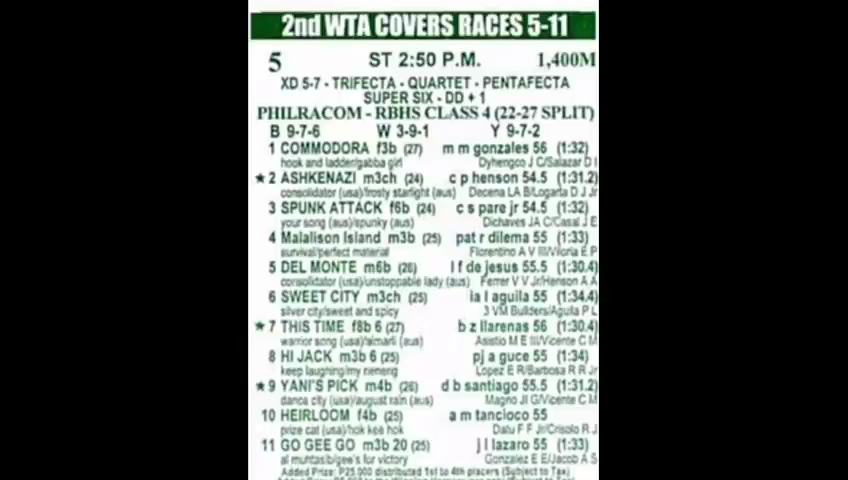 2nd WTA COVERS RACES 5-11
5 ST 2:50 P.M. 1,400M
XD 5-7 - TRIFECTA - QUARTET - PENTAFECTA
SUPER SIX - DD + 1
PHILRACOM - RBHS CLASS 4 (22-27 SPLIT)
B 9-7-6 W 3-9-1 Y 9-7-2
1 COMMODORA f3b (27) m m gonzales 56 (1:32)
hook and ladder/gabba girl Dyhengco J C/Salazar D I
★2 ASHKENAZI m3ch (24) c p henson 54.5 (1:31.2)
consolidator (usa)/frosty starlight (aus) Decena LA B/Logarta D J Jr
3 SPUNK ATTACK f6b (24) c s pare jr 54.5 (1:32)
your song (aus)/spunky (aus) Dichaves JA C/Casal J E
4 Malalison Island m3b (25) pat r dilema 55 (1:33)
survival/perfect material Florentino A V III/Viloria E P
5 DEL MONTE m6b (26) l f de jesus 55.5 (1:30.4)
consolidator (usa)/unstoppable lady (aus) Ferrer V V Jr/Henson A A
6 SWEET CITY m3ch (25) ia l aguila 55 (1:34.4)
silver city/sweet and spicy 3 VM Builders/Aguila P L
★7 THIS TIME f8b 6 (27) b z llarenas 56 (1:30.4)
warrior song (usa)/almarli (aus) Asistio M E III/Vicente C M
8 HI JACK m3b 6 (25) pj a guce 55 (1:34)
keep laughing/my neneng Lopez E R/Barbosa R R Jr
★9 YANI'S PICK m4b (26) d b santiago 55.5 (1:31.2)
dance city (usa)/august rain (aus) Magno JI G/Vicente C M
10 HEIRLOOM f4b (25) a m tancioco 55
prize cat (usa)/hok kee hok Datu F F Jr/Crisolo R J
11 GO GEE GO m3b 20 (25) j l lazaro 55 (1:33)
al muhtasib/gee's for victory Gonzalez E E/Jacob A S
Added Prize: P25,000 distributed 1st to 4th placers (Subject to Tax)